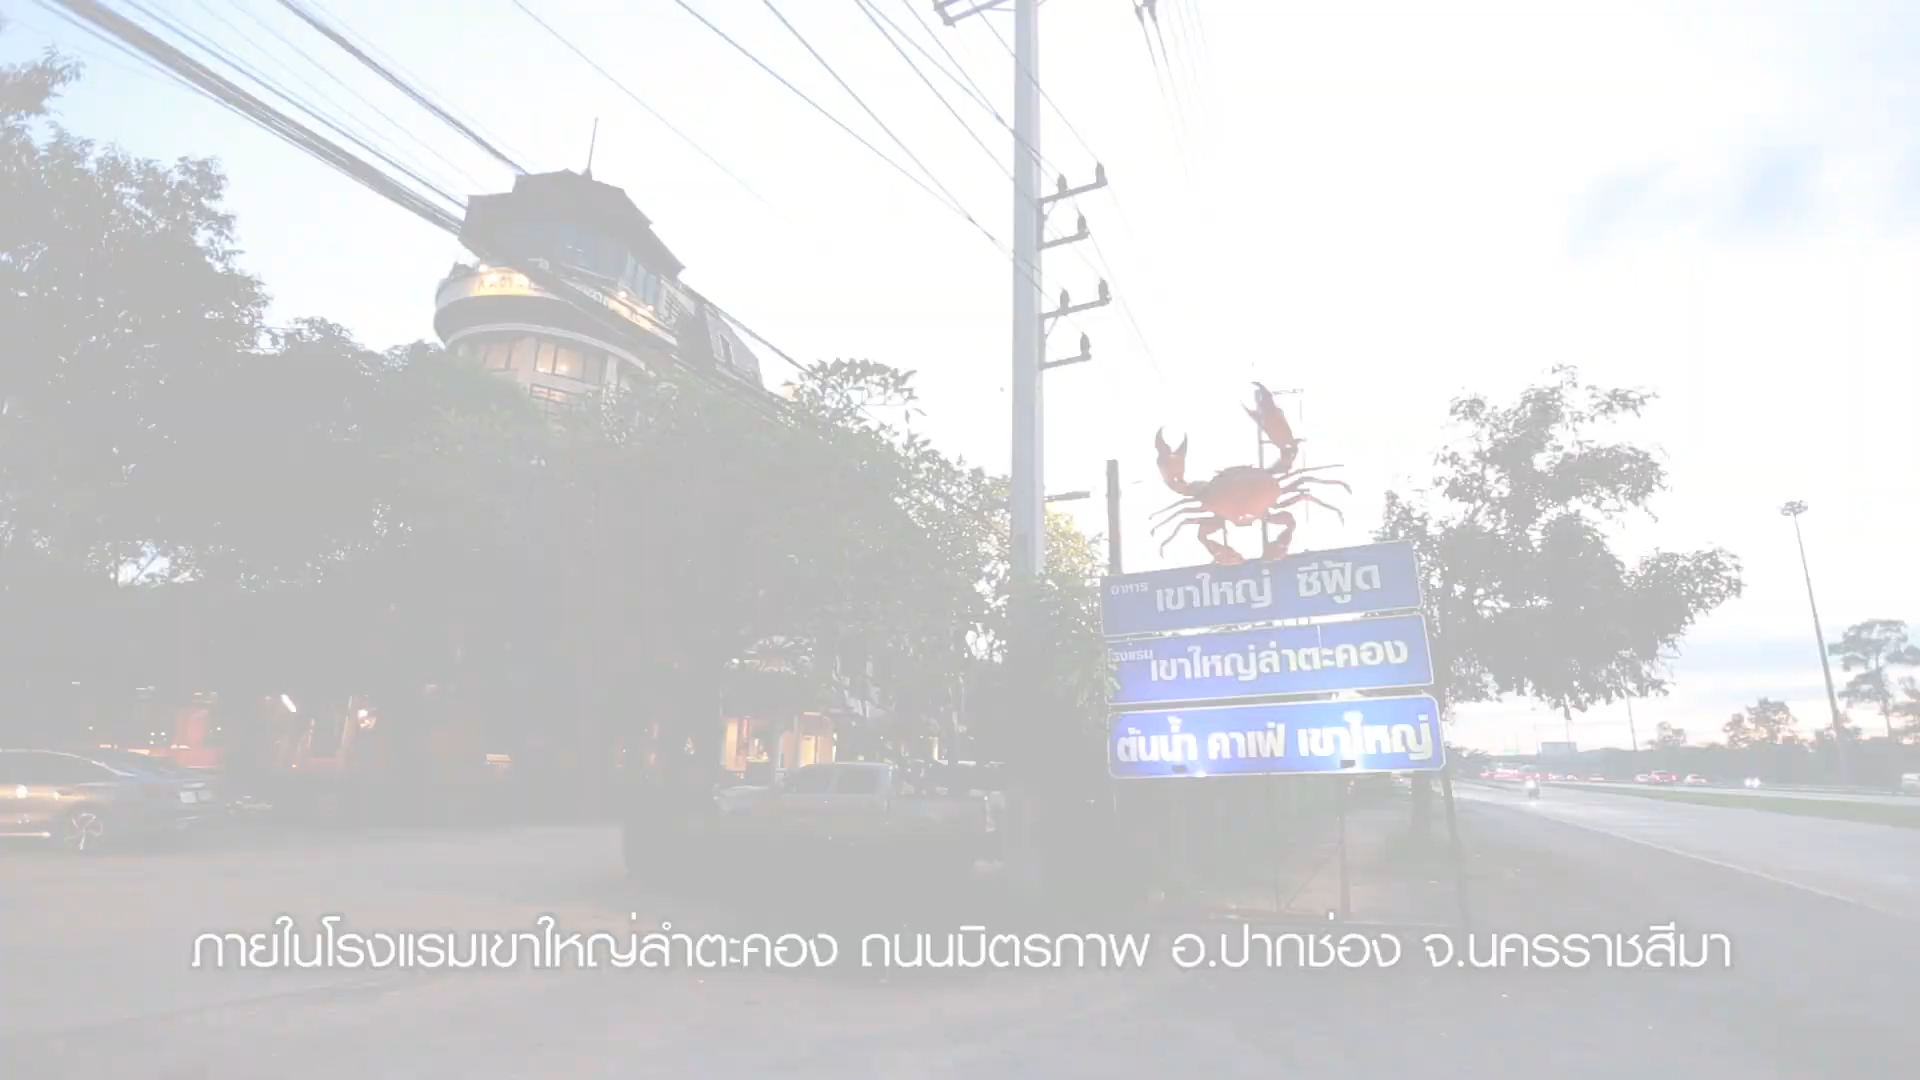 อาหาร เขาใหญ่ ซีฟู้ด
โรงแรม เขาใหญ่ลำตะคอง
ต้นน้ำ คาเฟ่ เขาใหญ่
ภายในโรงแรมเขาใหญ่ลำตะคอง ถนนมิตรภาพ อ.ปากช่อง จ.นครราชสีมา